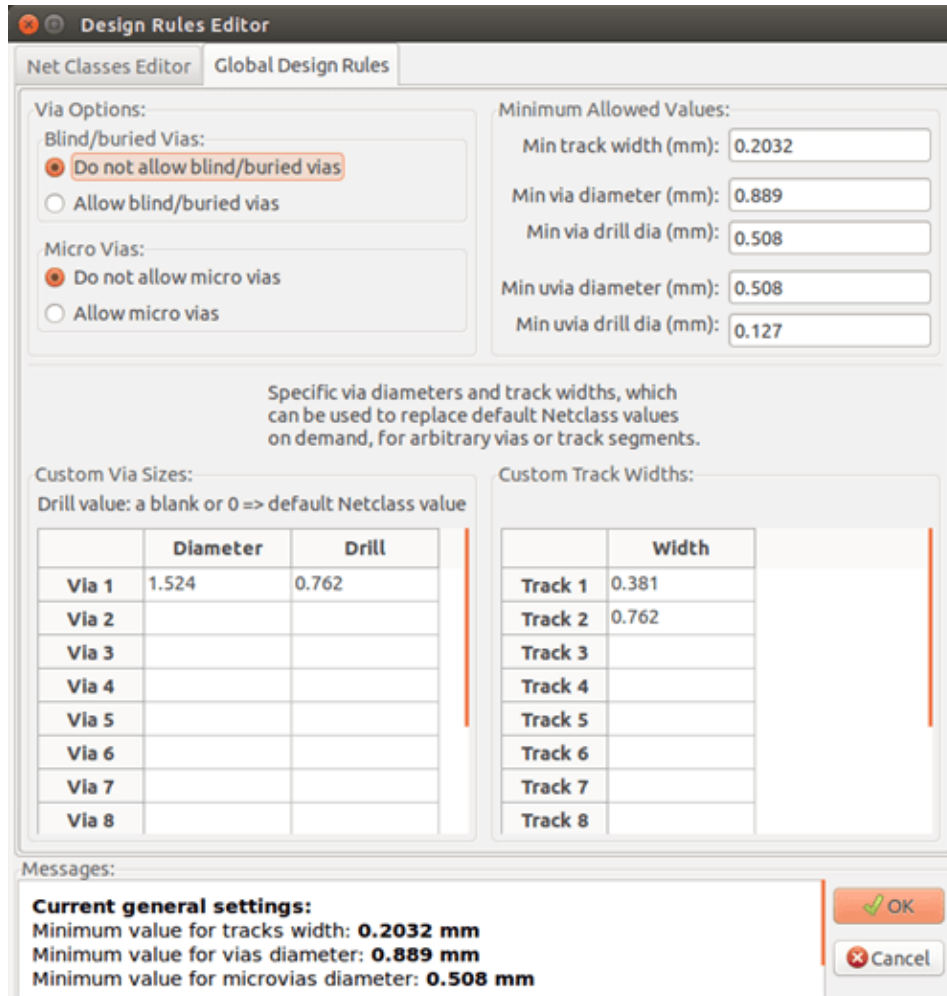 Design Rules Editor
Net Classes Editor
Global Design Rules
Via Options:
Blind/buried Vias:
Do not allow blind/buried vias
Allow blind/buried vias
Micro Vias:
Do not allow micro vias
Allow micro vias
Minimum Allowed Values:
Min track width (mm): 0.2032
Min via diameter (mm): 0.889
Min via drill dia (mm): 0.508
Min uvia diameter (mm): 0.508
Min uvia drill dia (mm): 0.127
Specific via diameters and track widths, which
can be used to replace default Netclass values
on demand, for arbitrary vias or track segments.
Custom Via Sizes:
Drill value: a blank or 0 => default Netclass value
Diameter Drill
Via 1 1.524 0.762
Via 2
Via 3
Via 4
Via 5
Via 6
Via 7
Via 8
Custom Track Widths:
Width
Track 1 0.381
Track 2 0.762
Track 3
Track 4
Track 5
Track 6
Track 7
Track 8
Messages:
Current general settings:
Minimum value for tracks width: 0.2032 mm
Minimum value for vias diameter: 0.889 mm
Minimum value for microvias diameter: 0.508 mm
OK
Cancel